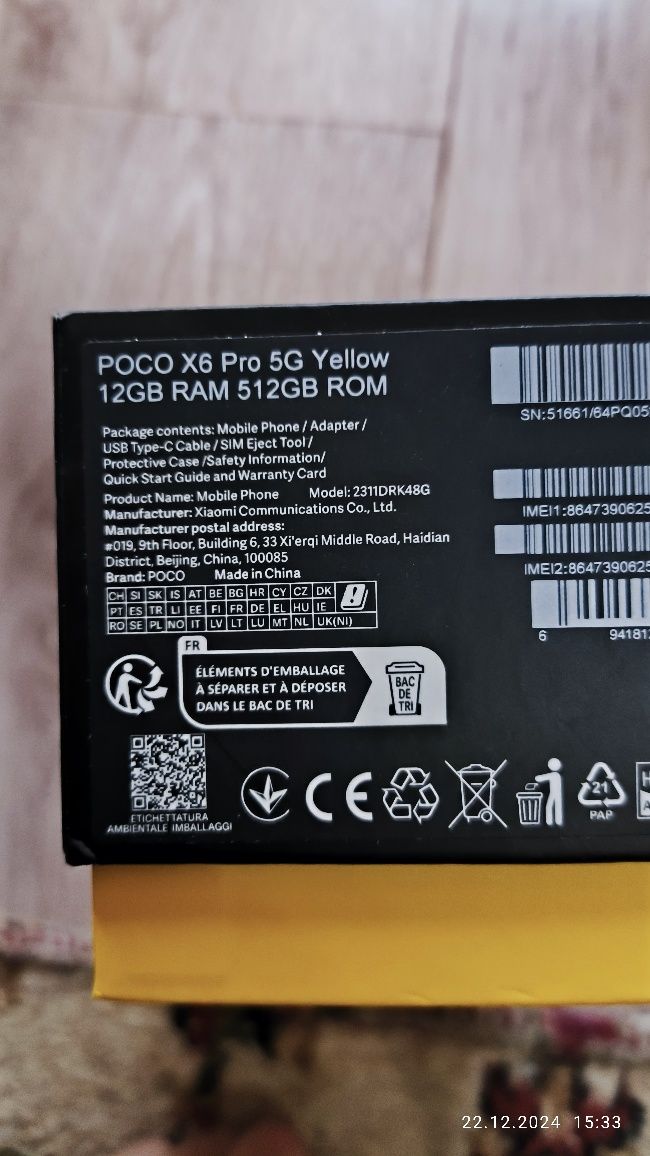 POCO X6 Pro 5G Yellow
12GB RAM 512GB ROM
Package contents: Mobile Phone / Adapter /
USB Type-C Cable / SIM Eject Tool /
Protective Case /Safety Information/
Quick Start Guide and Warranty Card
Product Name: Mobile Phone Model: 2311DRK48G
Manufacturer: Xiaomi Communications Co., Ltd.
Manufacturer postal address:
#019, 9th Floor, Building 6, 33 Xi'erqi Middle Road, Haidian
District, Beijing, China, 100085
Brand: POCO Made in China
CH SI SK IS AT BE BG HR CY CZ DK
PT ES TR LI EE FI FR DE EL HU IE
RO SE PL NO IT LV LT LU MT NL UK(NI)
FR
ÉLÉMENTS D'EMBALLAGE
À SÉPARER ET À DÉPOSER
DANS LE BAC DE TRI
BAC
DE
TRI
ETICHETTATURA
AMBIENTALE IMBALLAGGI
CE
21
PAP
SN:51661/64PQ05
IMEI1:8647390625
IMEI2:8647390625
6 94181
22.12.2024 15:33